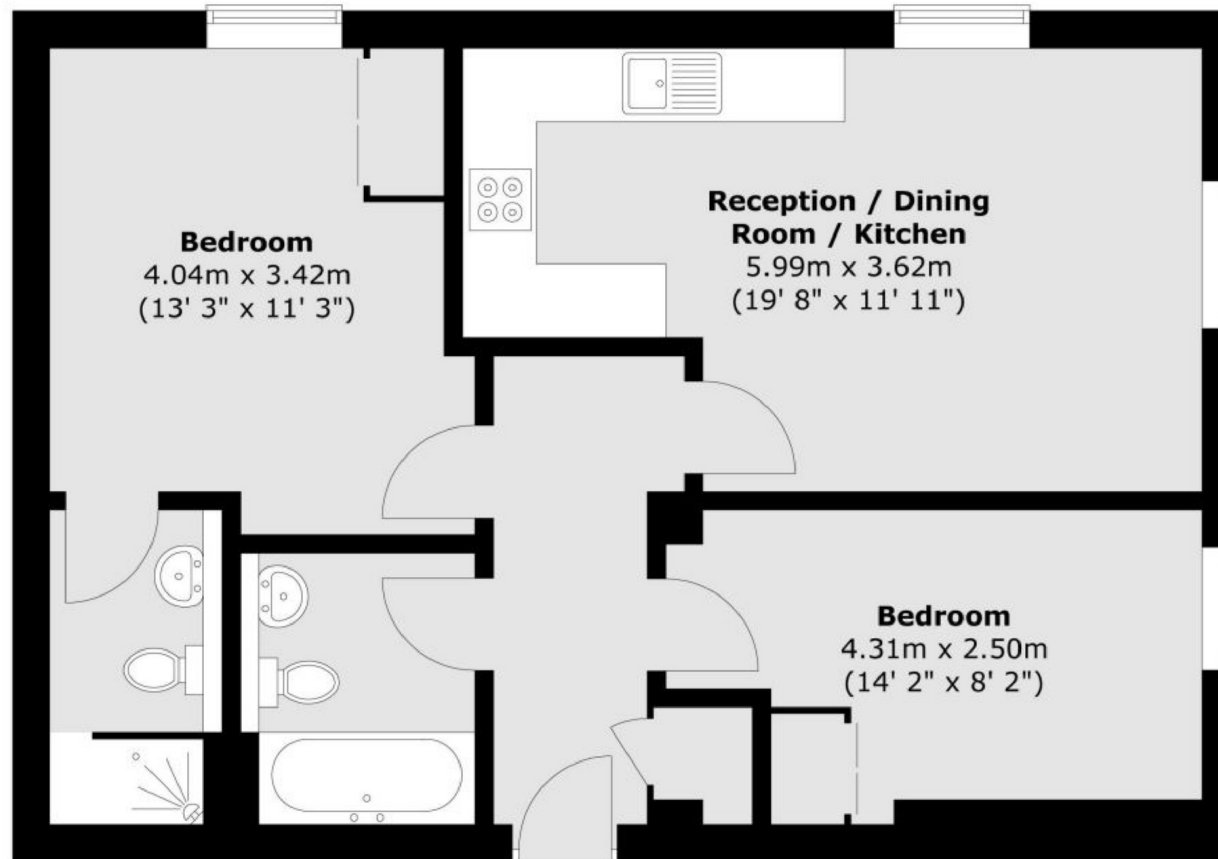 Bedroom
4.04m x 3.42m
(13' 3" x 11' 3")
Reception / Dining
Room / Kitchen
5.99m x 3.62m
(19' 8" x 11' 11")
Bedroom
4.31m x 2.50m
(14' 2" x 8' 2")